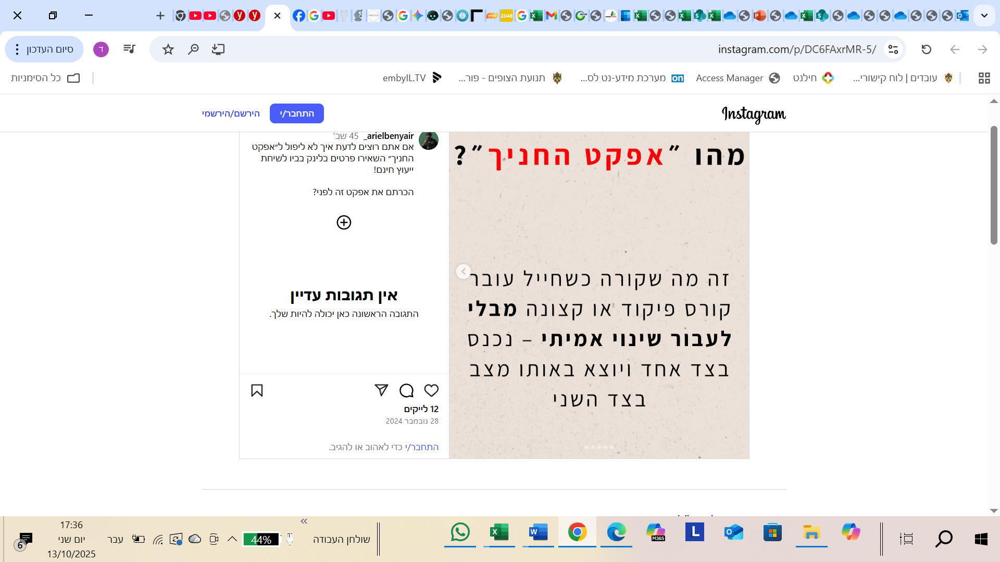 סיום העדכון
ד
instagram.com/p/DC6FAxrMR-5/
עובדים | לוח קישורי...
חילנט
Access Manager
מערכת מידע-נט לס...
תנועת הצופים - פור...
embyIL.TV
כל הסימניות
Instagram
התחבר/י
הירשם/הירשמי
מהו "אפקט החניך"?
זה מה שקורה כשחייל עובר
קורס פיקוד או קצונה מבלי
לעבור שינוי אמיתי – נכנס
בצד אחד ויוצא באותו מצב
בצד השני
_arielbenyair 45 שב'
אם אתם רוצים לדעת איך לא ליפול ל״אפקט
החניך״ השאירו פרטים בלינק בביו לשיחת
ייעוץ חינם!
הכרתם את אפקט זה לפני?
אין תגובות עדיין
התגובה הראשונה כאן יכולה להיות שלך.
12 לייקים
28 נובמבר 2024
התחבר/י כדי לאהוב או להגיב.
שולחן העבודה
44%
עבר
17:36
יום שני
13/10/2025
6
M365